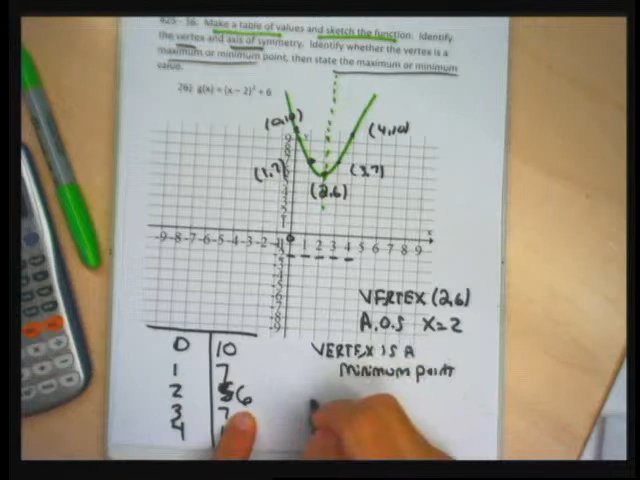 #25-36. Make a table of values and sketch the function. Identify
the vertex and axis of symmetry. Identify whether the vertex is a
maximum or minimum point, then state the maximum or minimum
value.
26) g(x) = (x - 2)² + 6
(0,10)
(4,10)
(1,7)
(3,7)
(2,6)
-9 -8 -7 -6 -5 -4 -3 -2 -1 1 2 3 4 5 6 7 8 9
VERTEX (2,6)
A.O.S X=2
VERTEX IS A
Minimum point
0 10
1 7
2 6
3 7
4